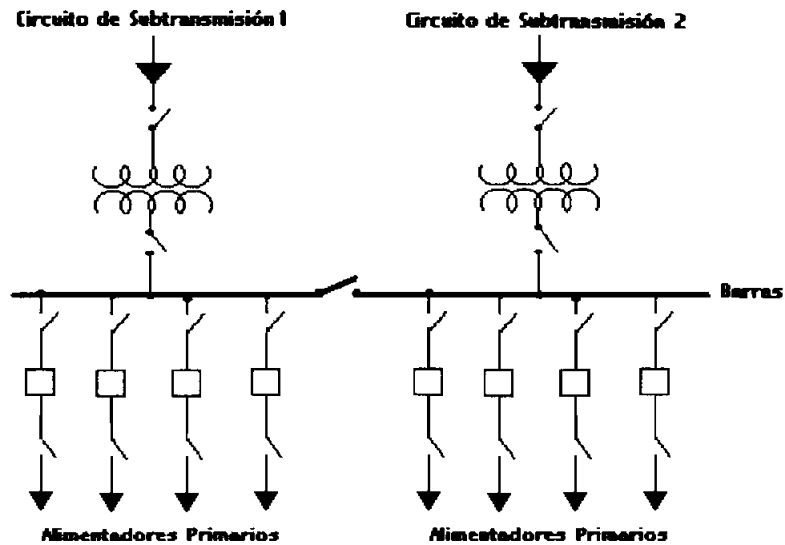 Circuito de Subtransmisión 1
Circuito de Subtransmisión 2
Barras
Alimentadores Primarios
Alimentadores Primarios